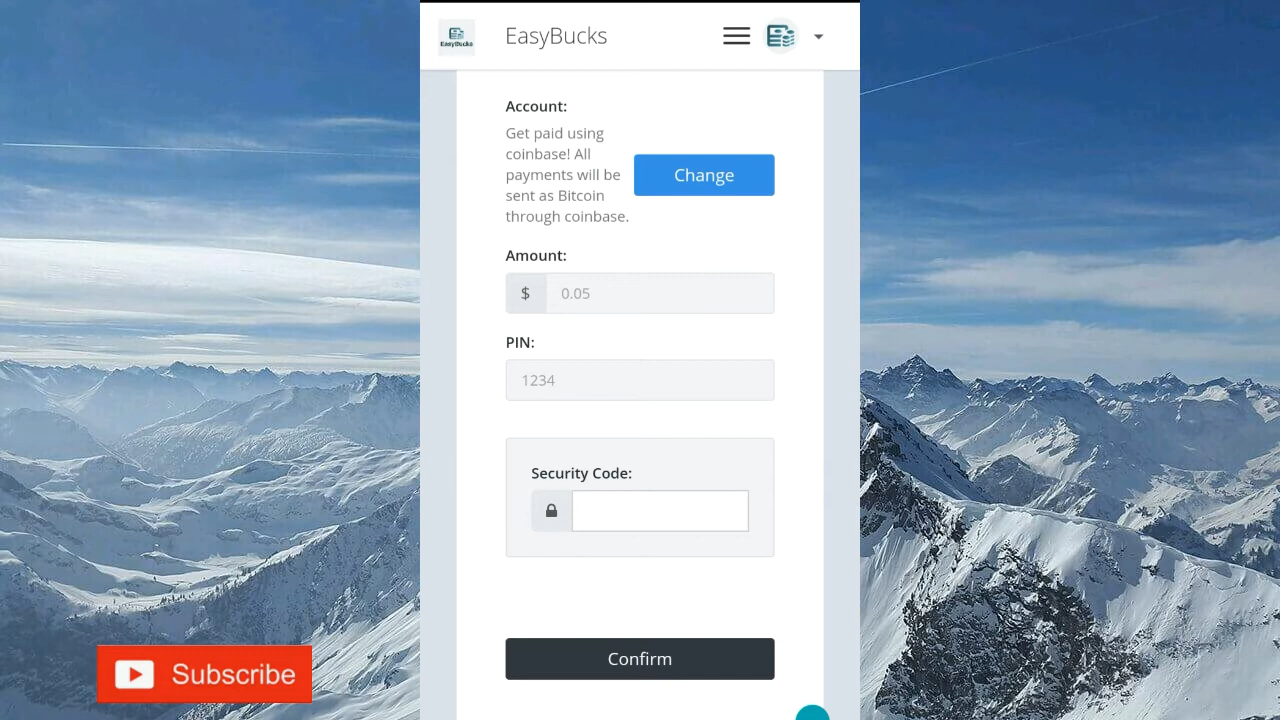 EasyBucks
EasyBucks
Account:
Get paid using
coinbase! All
payments will be
sent as Bitcoin
through coinbase.
Change
Amount:
$ 0.05
PIN:
1234
Security Code:
Confirm
Subscribe